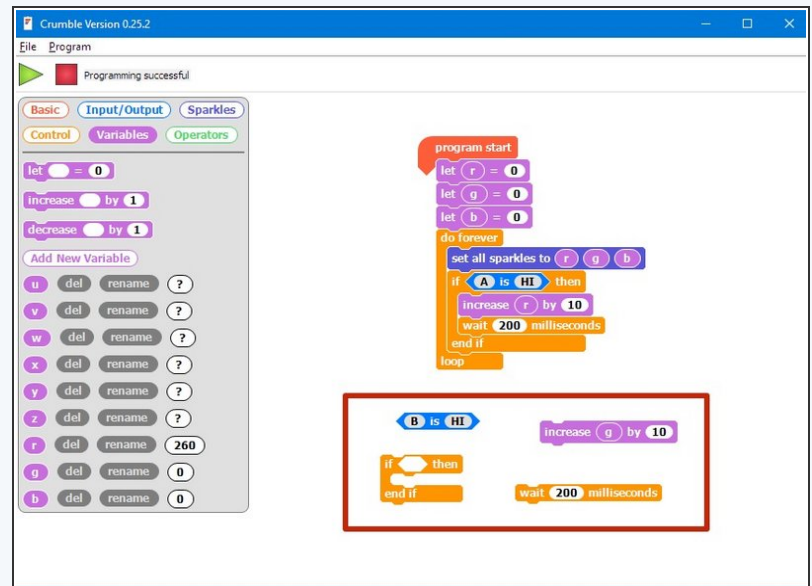 Crumble Version 0.25.2
File Program
Programming successful
Basic Input/Output Sparkles
Control Variables Operators
let = 0
increase by 1
decrease by 1
Add New Variable
u del rename ?
v del rename ?
w del rename ?
x del rename ?
y del rename ?
z del rename ?
r del rename 260
g del rename 0
b del rename 0
program start
let r = 0
let g = 0
let b = 0
do forever
set all sparkles to r g b
if A is HI then
increase r by 10
wait 200 milliseconds
end if
loop
B is HI
increase g by 10
if then
end if
wait 200 milliseconds